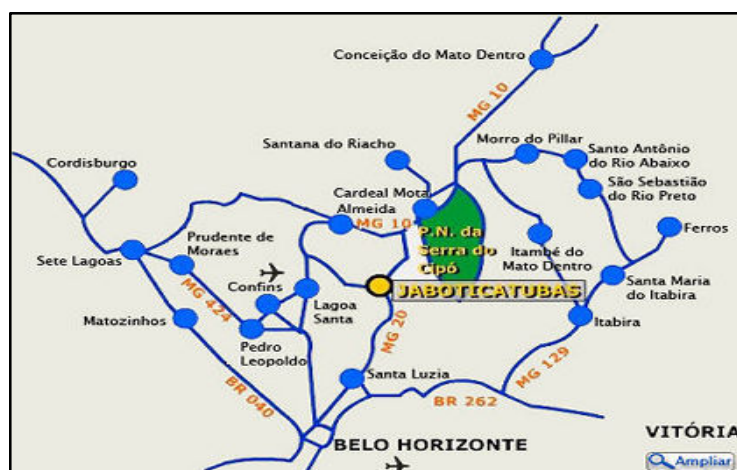 Conceição do Mato Dentro
MG 10
Santana do Riacho
Morro do Pillar
Santo Antônio
do Rio Abaixo
Cordisburgo
São Sebastião
do Rio Preto
Cardeal Mota
Almeida
MG 10
P.N. da
Serra do
Cipó
Ferros
Sete Lagoas
Prudente de
Moraes
Itambé do
Mato Dentro
Confins
Santa Maria
do Itabira
JABOTICATUBAS
MG 424
Lagoa
Santa
Matozinhos
Itabira
Pedro
Leopoldo
MG 20
Santa Luzia
MG 129
BR 040
BR 262
BELO HORIZONTE
VITÓRIA
Ampliar